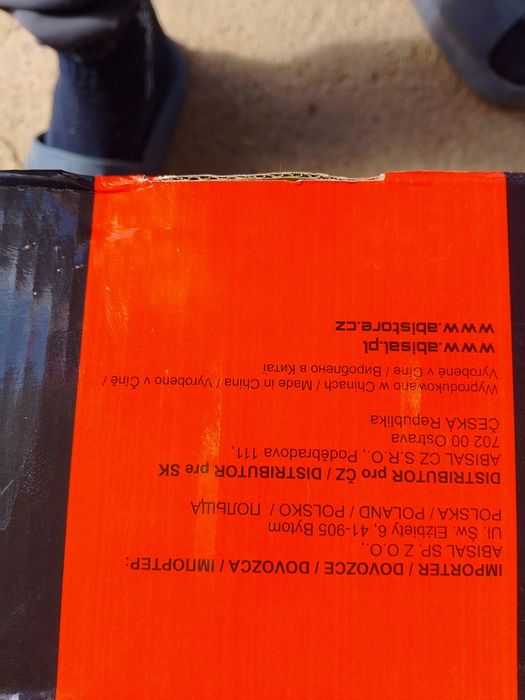 IMPORTER / DOVOZCE / DOVOZCA / ІМПОРТЕР:
ABISAL SP. Z O.O.,
Ul. Św. Elżbiety 6, 41-905 Bytom
POLSKA / POLAND / POLSKO / ПОЛЬЩА
DISTRIBUTOR pro ČZ / DISTRIBUTOR pre SK
ABISAL CZ S.R.O., Poděbradova 111,
702 00 Ostrava
ČESKÁ Republika
Wyprodukowano w Chinach / Made in China / Vyrobeno v Číně /
Vyrobené v Číne / Вироблено в Китаї
www.abisal.pl
www.abistore.cz